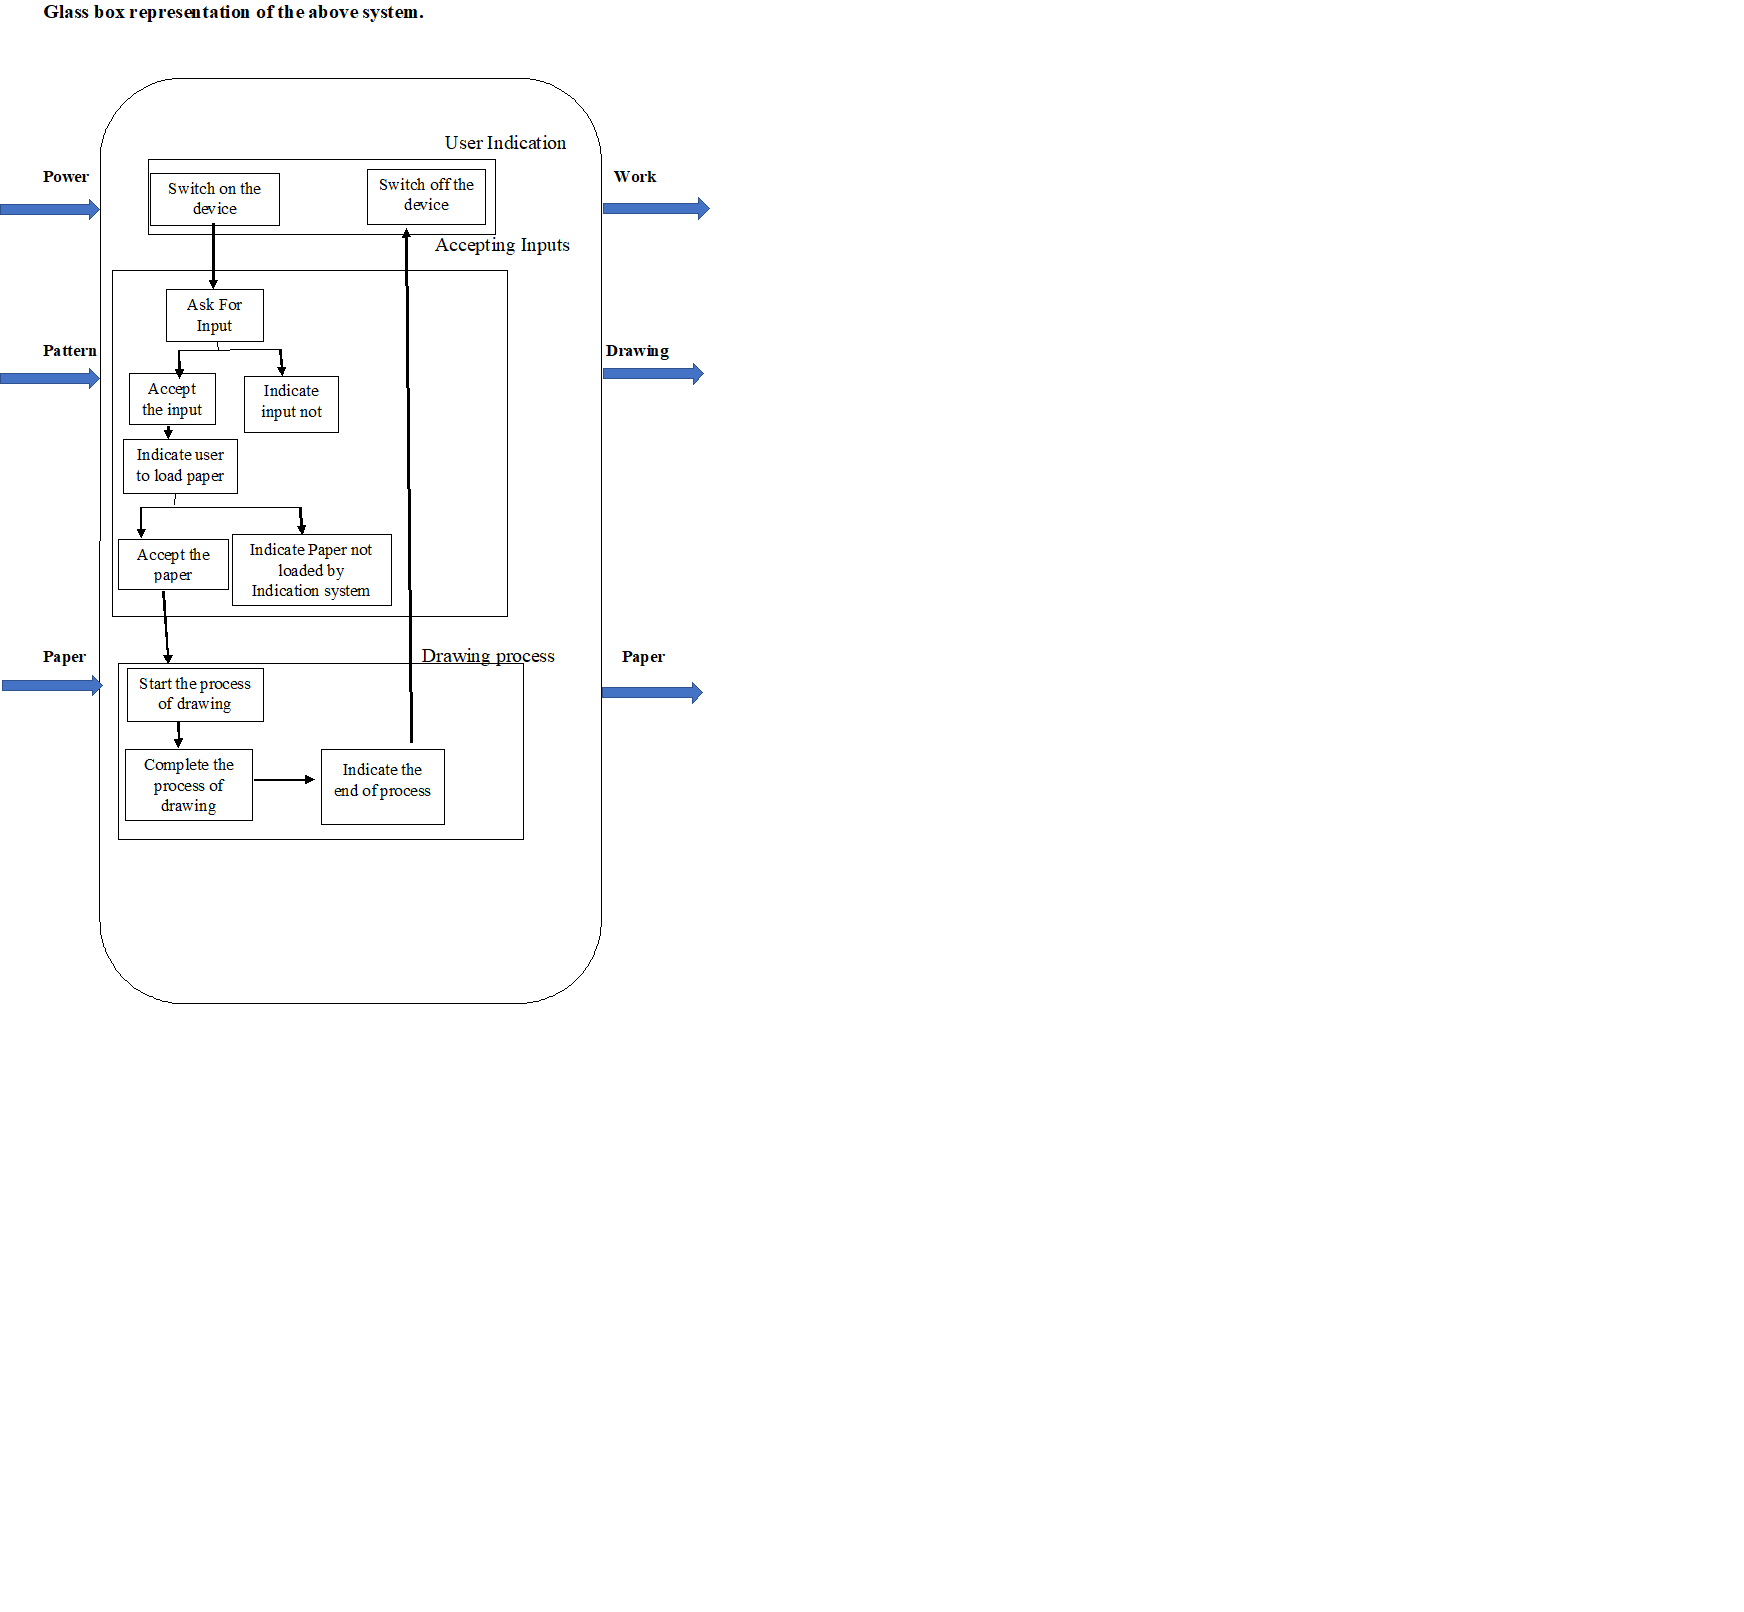 Glass box representation of the above system.
User Indication
Power
Work
Switch on the
device
Switch off the
device
Accepting Inputs
Ask For
Input
Pattern
Drawing
Accept
the input
Indicate
input not
Indicate user
to load paper
Accept the
paper
Indicate Paper not
loaded by
Indication system
Paper
Paper
Drawing process
Start the process
of drawing
Complete the
process of
drawing
Indicate the
end of process